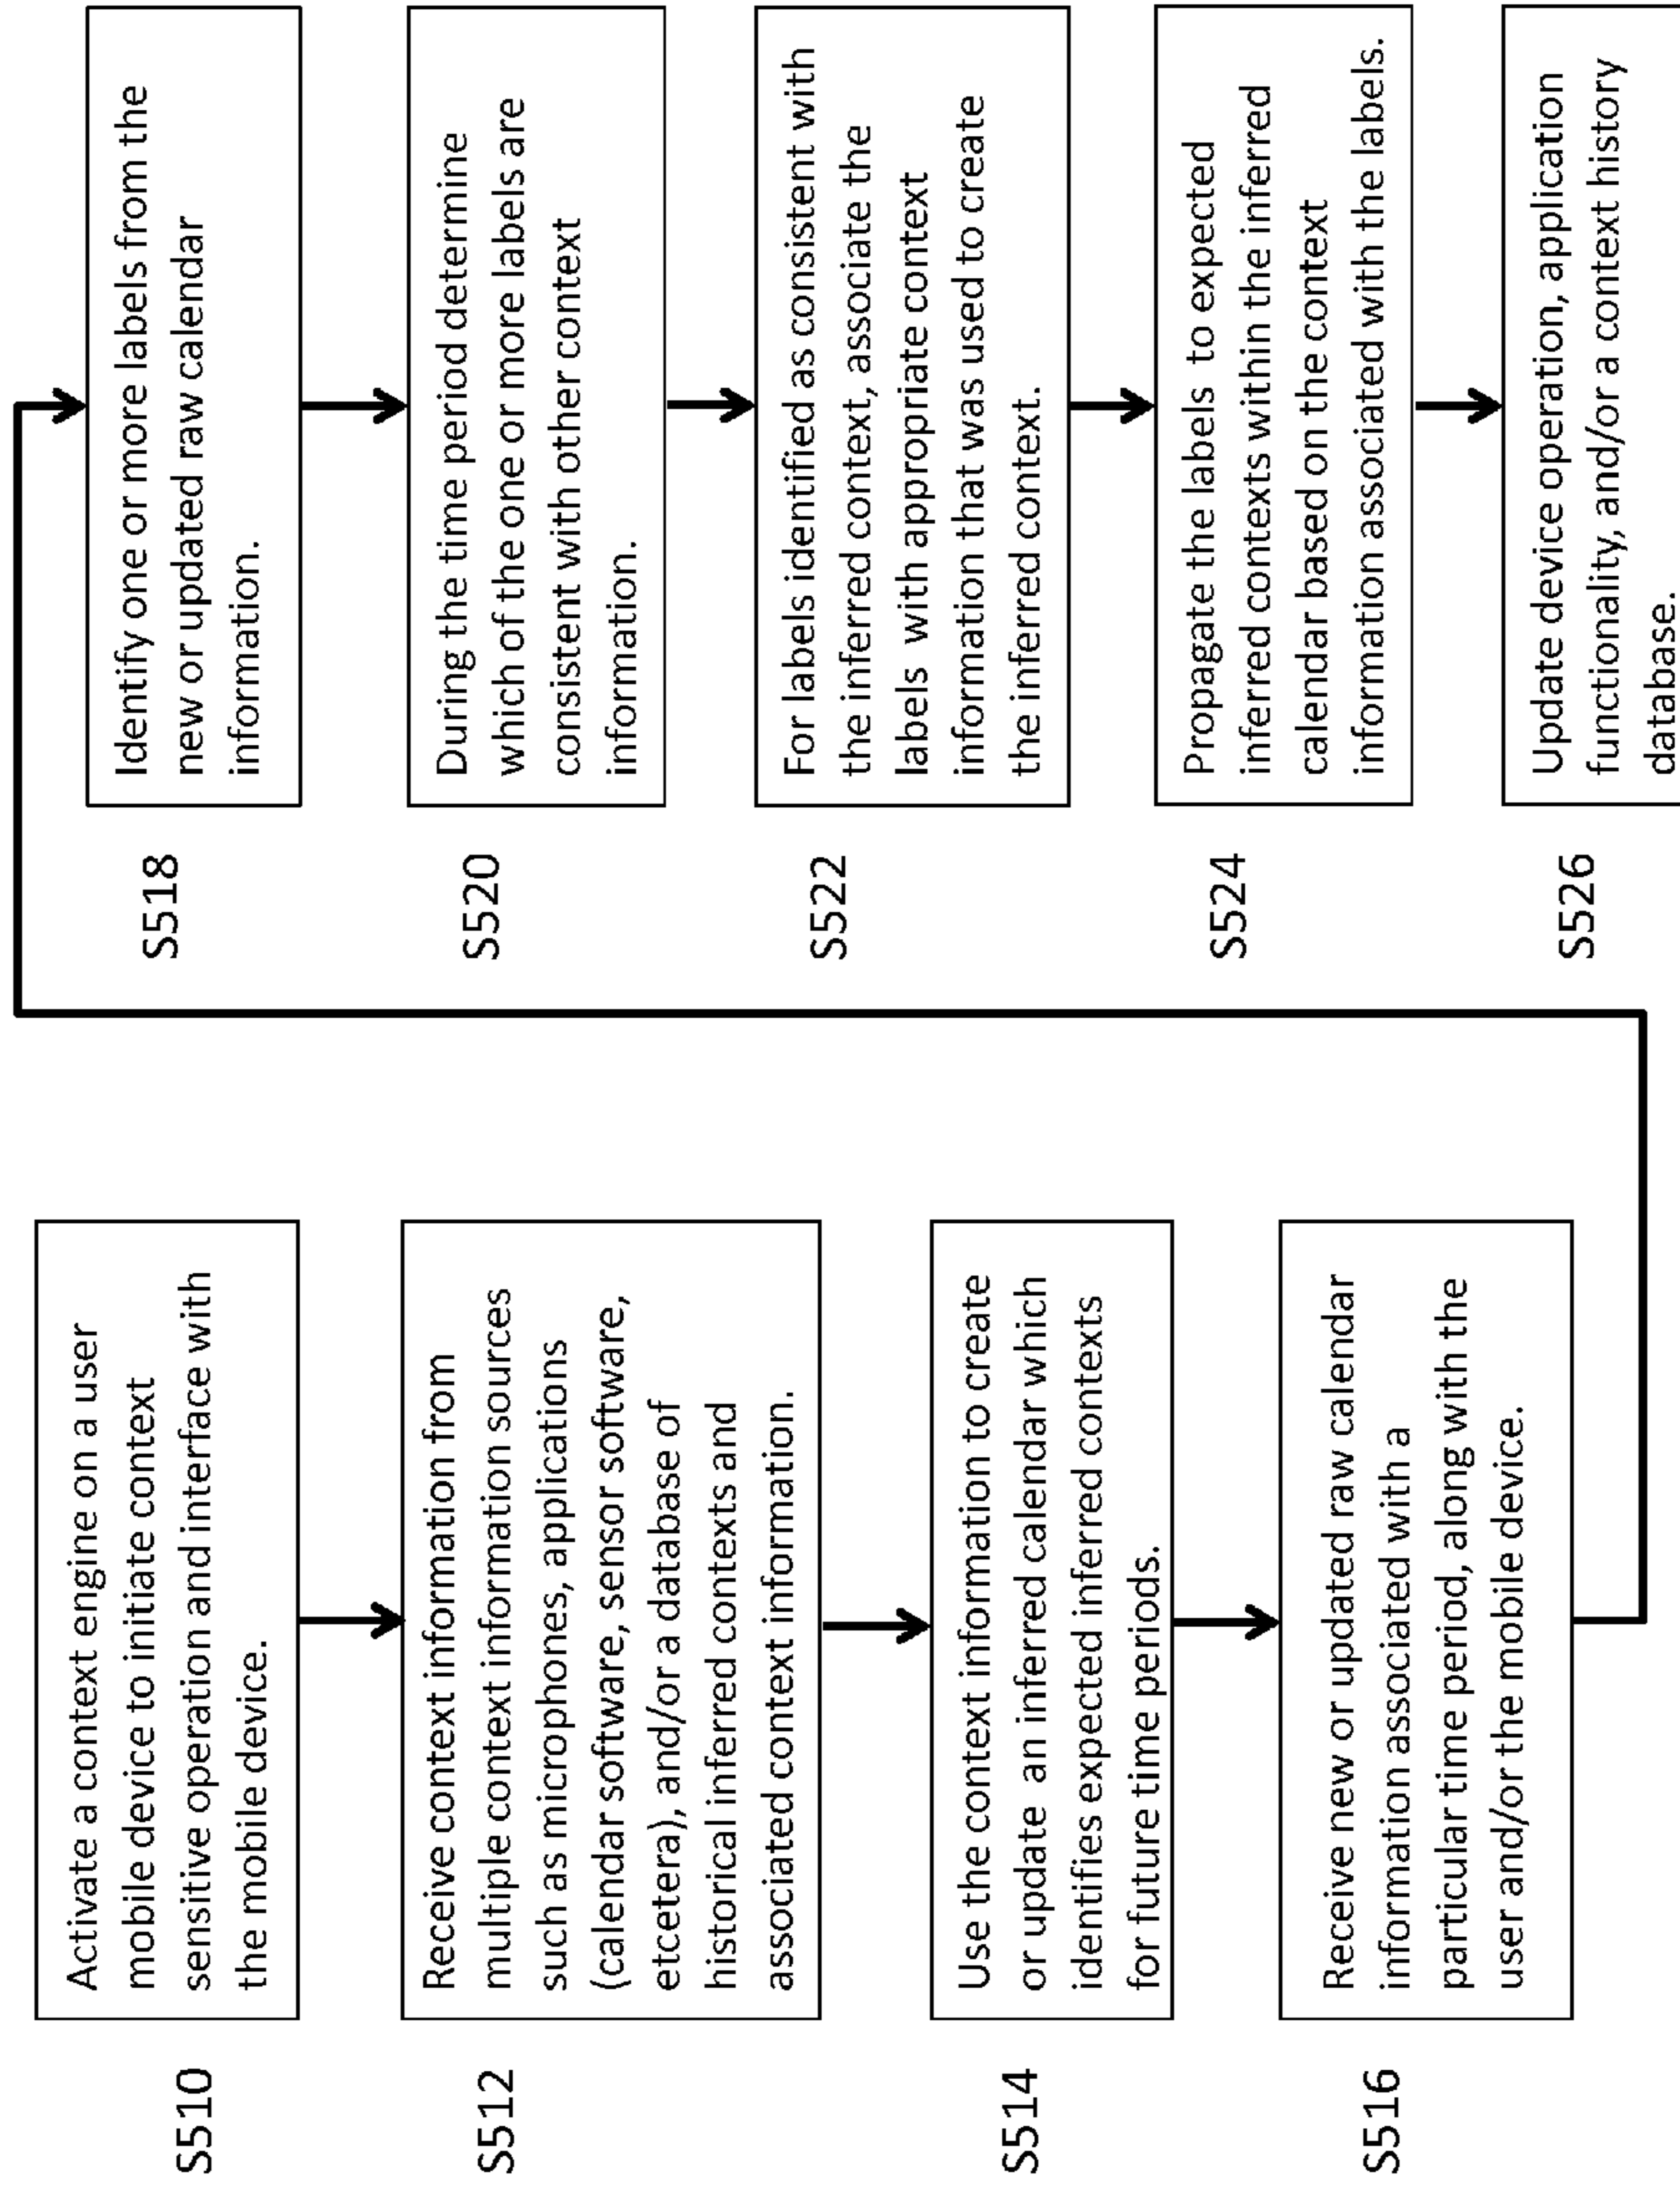 S510
Activate a context engine on a user
mobile device to initiate context
sensitive operation and interface with
the mobile device.
S512
Receive context information from
multiple context information sources
such as microphones, applications
(calendar software, sensor software,
etcetera), and/or a database of
historical inferred contexts and
associated context information.
S514
Use the context information to create
or update an inferred calendar which
identifies expected inferred contexts
for future time periods.
S516
Receive new or updated raw calendar
information associated with a
particular time period, along with the
user and/or the mobile device.
S518
Identify one or more labels from the
new or updated raw calendar
information.
S520
During the time period determine
which of the one or more labels are
consistent with other context
information.
S522
For labels identified as consistent with
the inferred context, associate the
labels with appropriate context
information that was used to create
the inferred context.
S524
Propagate the labels to expected
inferred contexts within the inferred
calendar based on the context
information associated with the labels.
S526
Update device operation, application
functionality, and/or a context history
database.